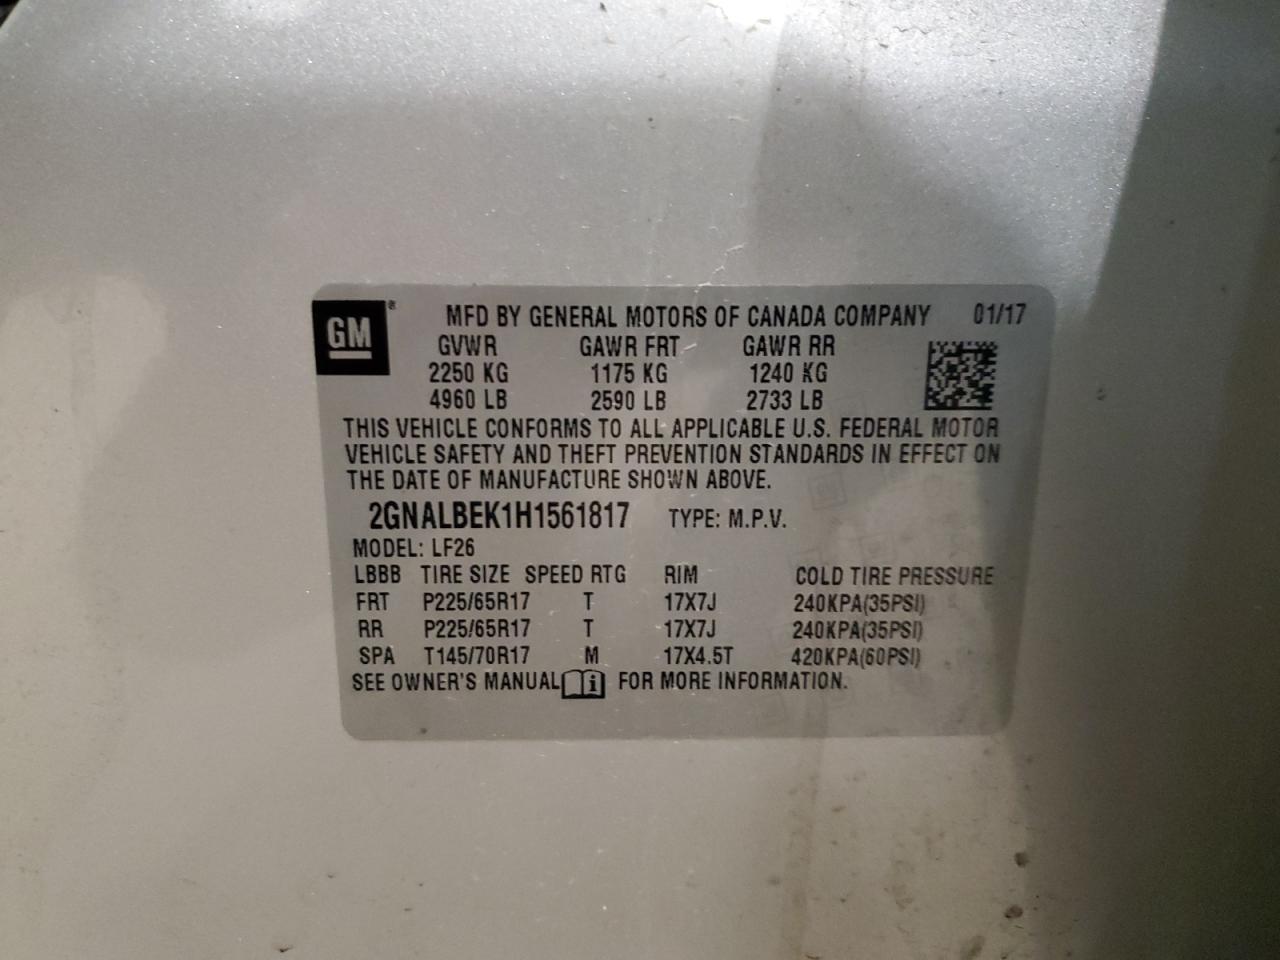 GM ® MFD BY GENERAL MOTORS OF CANADA COMPANY 01/17
GVWR GAWR FRT GAWR RR
2250 KG 1175 KG 1240 KG
4960 LB 2590 LB 2733 LB
THIS VEHICLE CONFORMS TO ALL APPLICABLE U.S. FEDERAL MOTOR
VEHICLE SAFETY AND THEFT PREVENTION STANDARDS IN EFFECT ON
THE DATE OF MANUFACTURE SHOWN ABOVE.
2GNALBEK1H1561817 TYPE: M.P.V.
MODEL: LF26
LBBB TIRE SIZE SPEED RTG RIM COLD TIRE PRESSURE
FRT P225/65R17 T 17X7J 240KPA(35PSI)
RR P225/65R17 T 17X7J 240KPA(35PSI)
SPA T145/70R17 M 17X4.5T 420KPA(60PSI)
SEE OWNER'S MANUAL i FOR MORE INFORMATION.